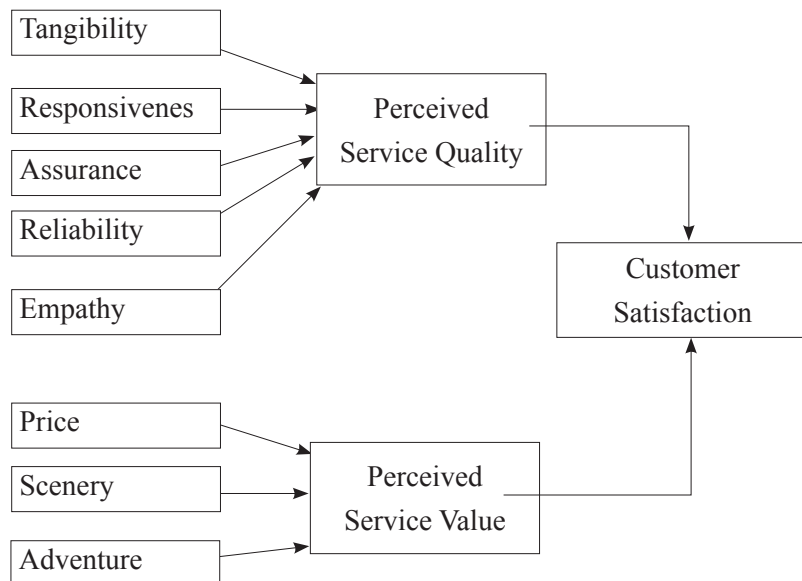 Tangibility
Responsivenes
Assurance
Reliability
Empathy
Perceived
Service Quality
Customer
Satisfaction
Price
Scenery
Adventure
Perceived
Service Value